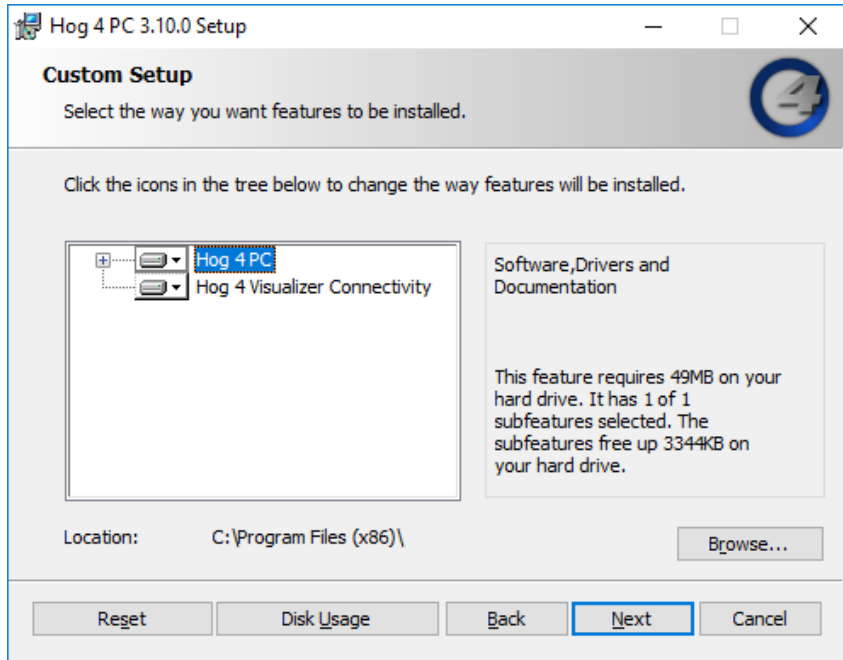 Hog 4 PC 3.10.0 Setup
Custom Setup
Select the way you want features to be installed.
4
Click the icons in the tree below to change the way features will be installed.
Hog 4 PC
Hog 4 Visualizer Connectivity
Software,Drivers and
Documentation
This feature requires 49MB on your
hard drive. It has 1 of 1
subfeatures selected. The
subfeatures free up 3344KB on
your hard drive.
Location: C:\Program Files (x86)\
Browse...
Reset Disk Usage Back Next Cancel